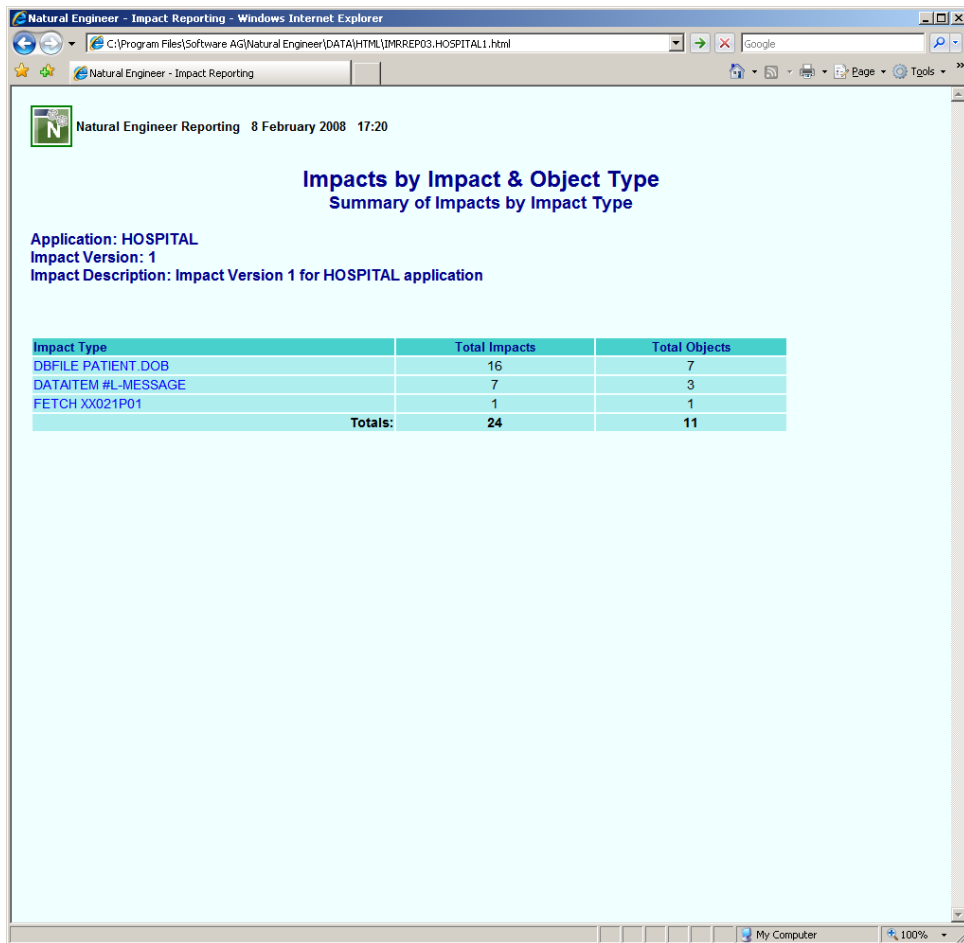 Natural Engineer - Impact Reporting - Windows Internet Explorer
C:\Program Files\Software AG\Natural Engineer\DATA\HTML\IMRREP03.HOSPITAL1.html
Google
Natural Engineer - Impact Reporting
Page
Tools
»
N
Natural Engineer Reporting 8 February 2008 17:20
Impacts by Impact & Object Type
Summary of Impacts by Impact Type
Application: HOSPITAL
Impact Version: 1
Impact Description: Impact Version 1 for HOSPITAL application
Impact Type Total Impacts Total Objects
DBFILE PATIENT.DOB 16 7
DATAITEM #L-MESSAGE 7 3
FETCH XX021P01 1 1
Totals: 24 11
My Computer
100%